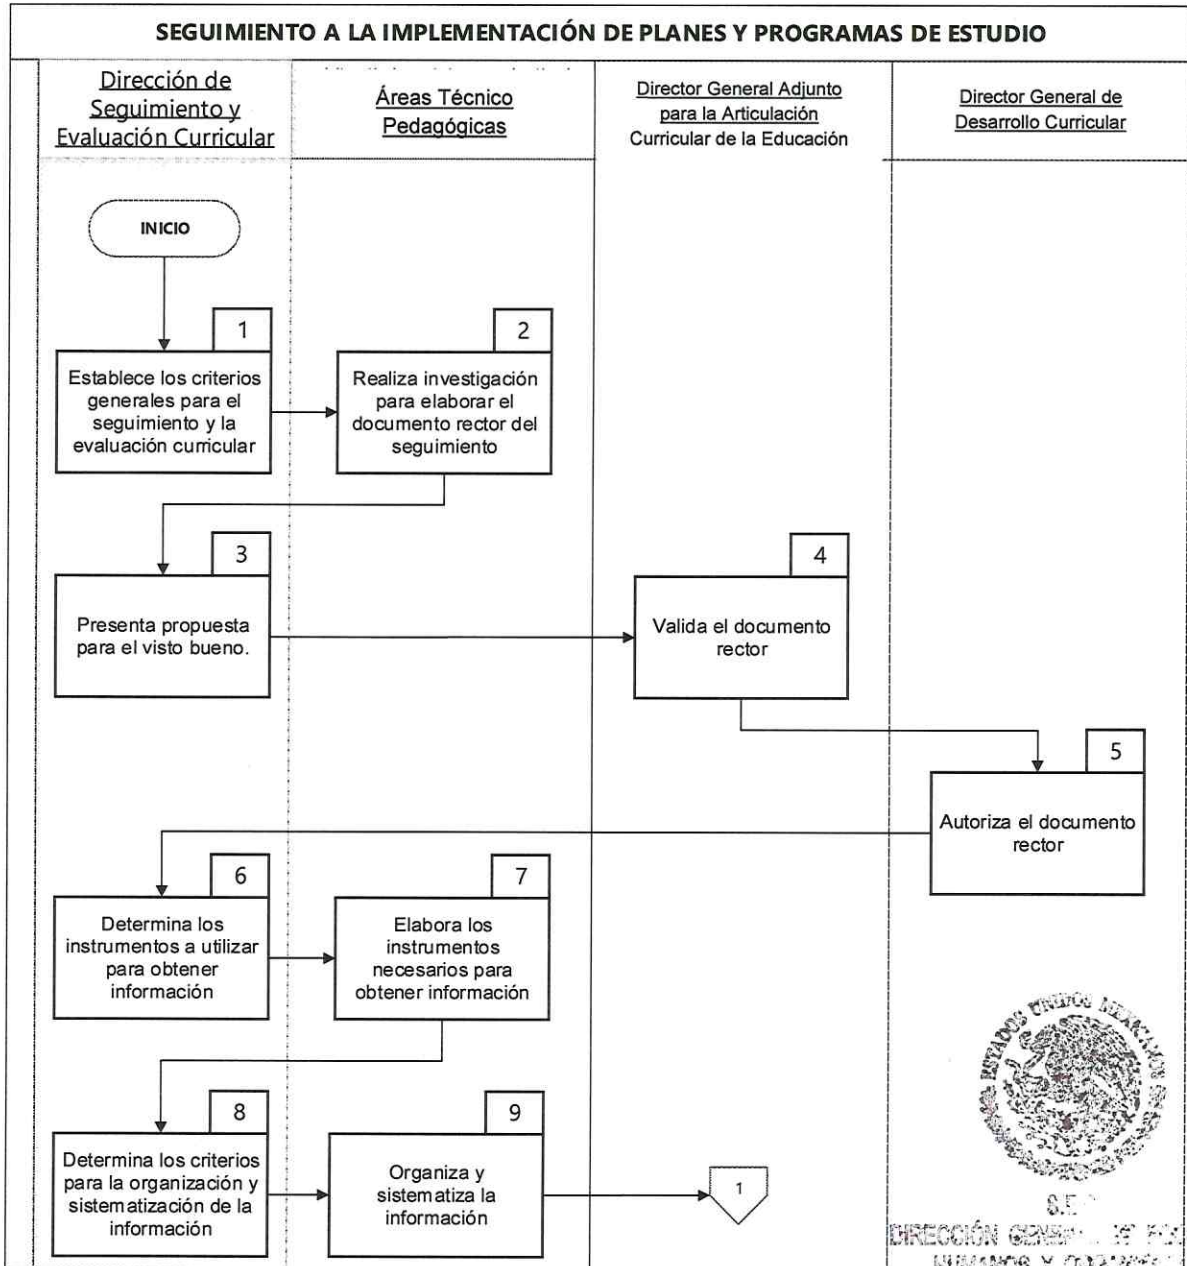 SEGUIMIENTO A LA IMPLEMENTACIÓN DE PLANES Y PROGRAMAS DE ESTUDIO
Dirección de
Seguimiento y
Evaluación Curricular
Áreas Técnico
Pedagógicas
Director General Adjunto
para la Articulación
Curricular de la Educación
Director General de
Desarrollo Curricular
INICIO
1
Establece los criterios
generales para el
seguimiento y la
evaluación curricular
2
Realiza investigación
para elaborar el
documento rector del
seguimiento
3
Presenta propuesta
para el visto bueno.
4
Valida el documento
rector
5
Autoriza el documento
rector
6
Determina los
instrumentos a utilizar
para obtener
información
7
Elabora los
instrumentos
necesarios para
obtener información
8
Determina los criterios
para la organización y
sistematización de la
información
9
Organiza y
sistematiza la
información
1
ESTADOS UNIDOS MEXICANOS
DIRECCIÓN